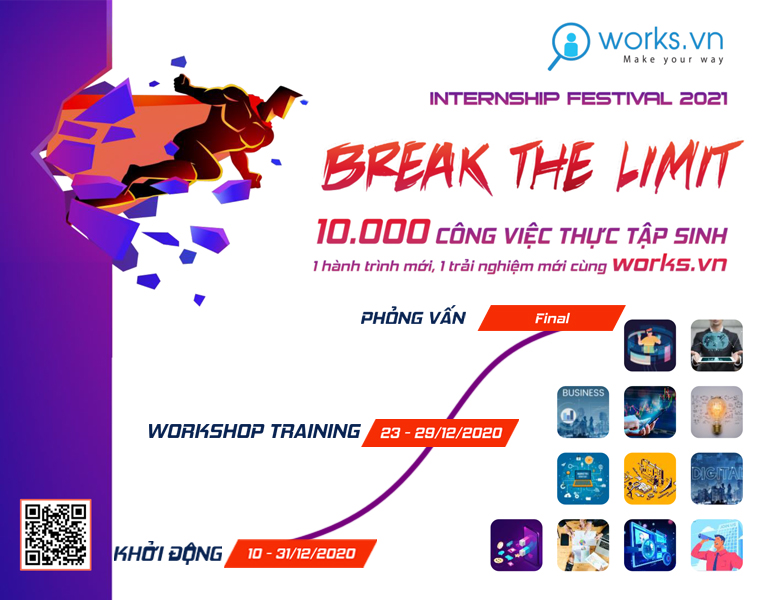 works.vn
Make your way
INTERNSHIP FESTIVAL 2021
BREAK THE LIMIT
10.000 CÔNG VIỆC THỰC TẬP SINH
1 hành trình mới, 1 trải nghiệm mới cùng works.vn
PHỎNG VẤN Final
BUSINESS
WORKSHOP TRAINING 23 - 29/12/2020
DIGITAL
KHỞI ĐỘNG 10 - 31/12/2020